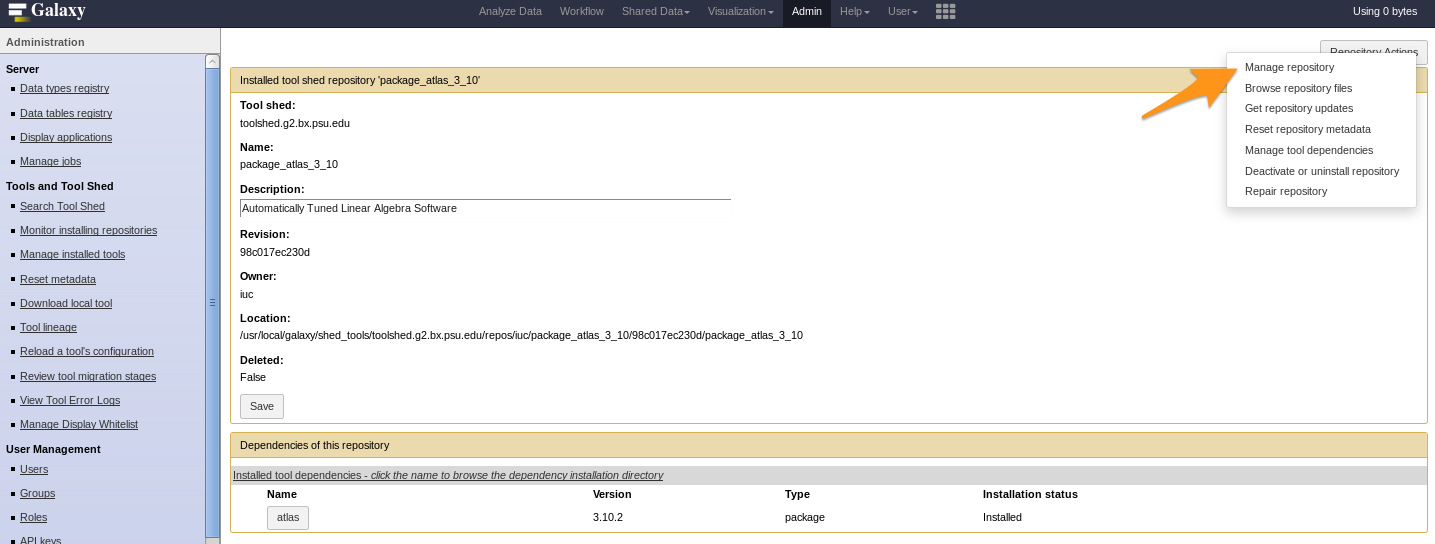 Galaxy
Analyze Data Workflow Shared Data Visualization Admin Help User Using 0 bytes
Administration
Server
Data types registry
Data tables registry
Display applications
Manage jobs
Tools and Tool Shed
Search Tool Shed
Monitor installing repositories
Manage installed tools
Reset metadata
Download local tool
Tool lineage
Reload a tool's configuration
Review tool migration stages
View Tool Error Logs
Manage Display Whitelist
User Management
Users
Groups
Roles
API keys
Repository Actions
Manage repository
Browse repository files
Get repository updates
Reset repository metadata
Manage tool dependencies
Deactivate or uninstall repository
Repair repository
Installed tool shed repository 'package_atlas_3_10'
Tool shed:
toolshed.g2.bx.psu.edu
Name:
package_atlas_3_10
Description:
Automatically Tuned Linear Algebra Software
Revision:
98c017ec230d
Owner:
iuc
Location:
/usr/local/galaxy/shed_tools/toolshed.g2.bx.psu.edu/repos/iuc/package_atlas_3_10/98c017ec230d/package_atlas_3_10
Deleted:
False
Save
Dependencies of this repository
Installed tool dependencies - click the name to browse the dependency installation directory
Name Version Type Installation status
atlas 3.10.2 package Installed